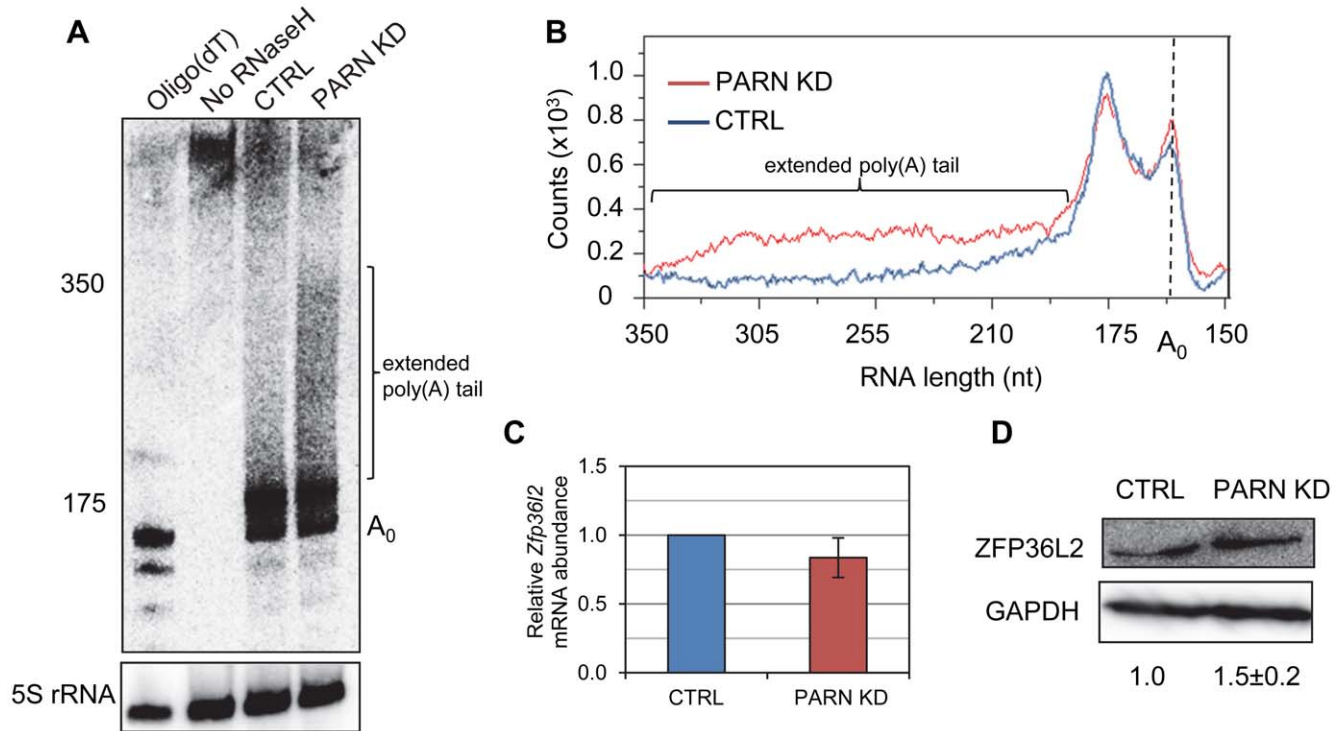 A
Oligo(dT)
No RNaseH
CTRL
PARN KD
350
extended
poly(A) tail
175
A0
5S rRNA
B
PARN KD
CTRL
extended poly(A) tail
Counts (x10³)
1.0
0.8
0.6
0.4
0.2
0
350
305
255
210
175
A0
150
RNA length (nt)
C
Relative Zfp36l2
mRNA abundance
1.5
1.0
0.5
0.0
CTRL
PARN KD
D
CTRL
PARN KD
ZFP36L2
GAPDH
1.0
1.5±0.2